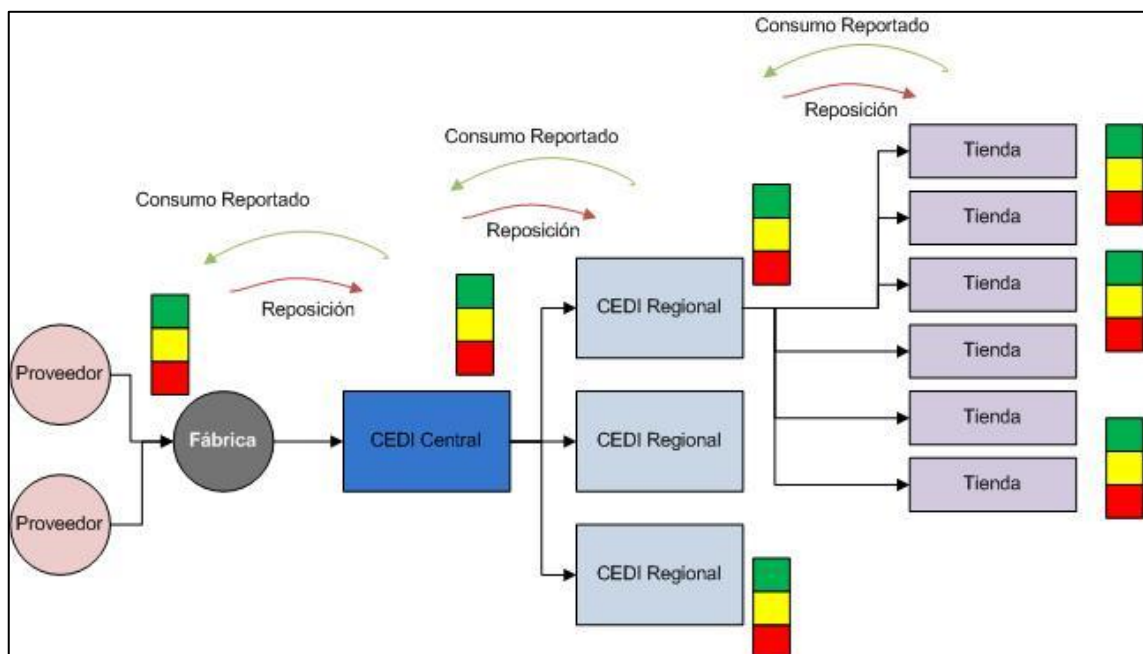 Consumo Reportado
Reposición
Consumo Reportado
Reposición
Consumo Reportado
Reposición
Proveedor
Proveedor
Fábrica
CEDI Central
CEDI Regional
CEDI Regional
CEDI Regional
Tienda
Tienda
Tienda
Tienda
Tienda
Tienda